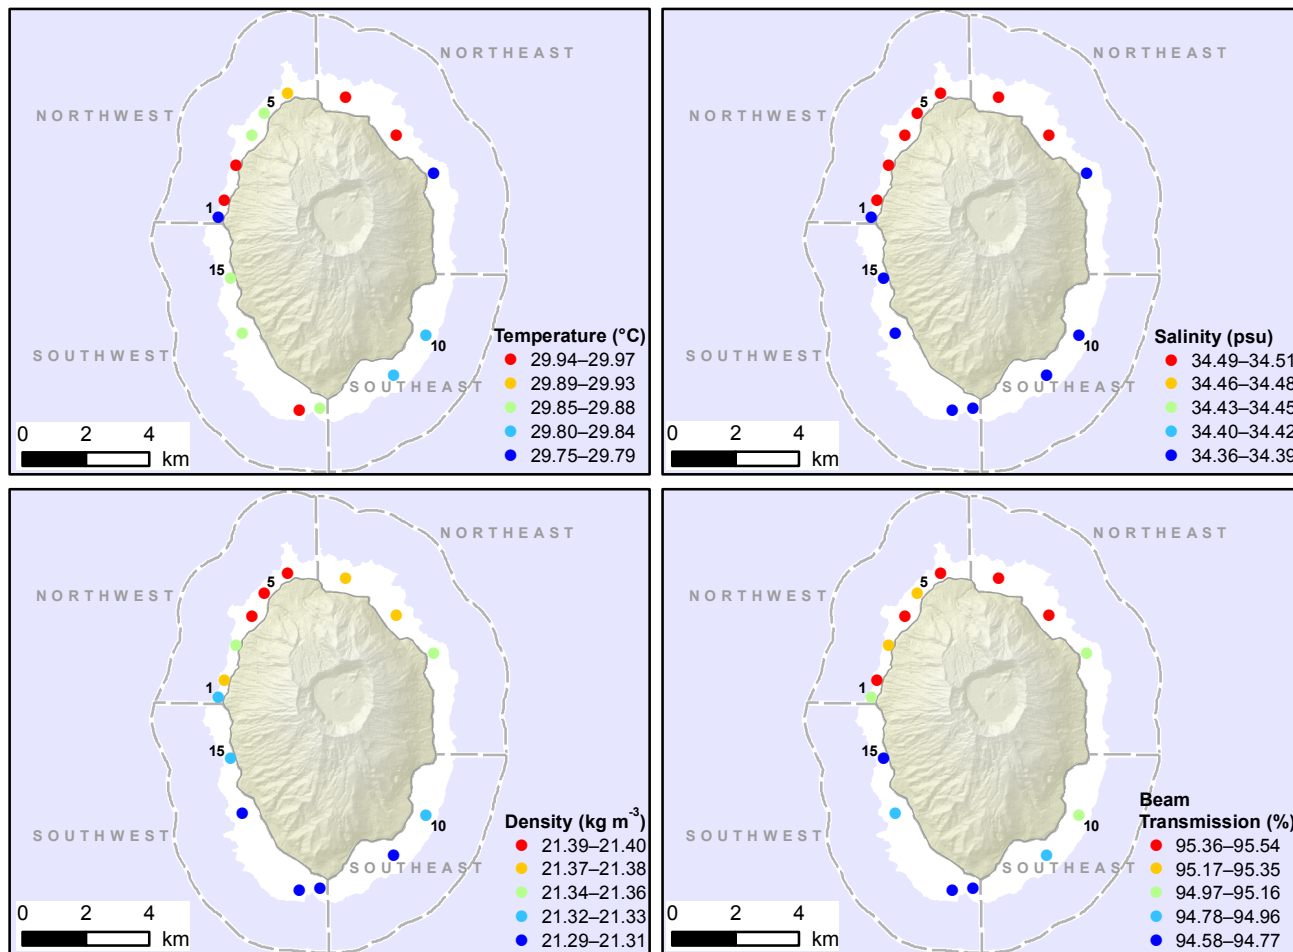 NORTHEAST
NORTHWEST
5
1
15
SOUTHWEST
10
SOUTHEAST
Temperature (°C)
29.94–29.97
29.89–29.93
29.85–29.88
29.80–29.84
29.75–29.79
0 2 4
km
NORTHEAST
NORTHWEST
5
1
15
SOUTHWEST
10
SOUTHEAST
Salinity (psu)
34.49–34.51
34.46–34.48
34.43–34.45
34.40–34.42
34.36–34.39
0 2 4
km
NORTHEAST
NORTHWEST
5
1
15
SOUTHWEST
10
SOUTHEAST
Density (kg m⁻³)
21.39–21.40
21.37–21.38
21.34–21.36
21.32–21.33
21.29–21.31
0 2 4
km
NORTHEAST
NORTHWEST
5
1
15
SOUTHWEST
10
SOUTHEAST
Beam
Transmission (%)
95.36–95.54
95.17–95.35
94.97–95.16
94.78–94.96
94.58–94.77
0 2 4
km